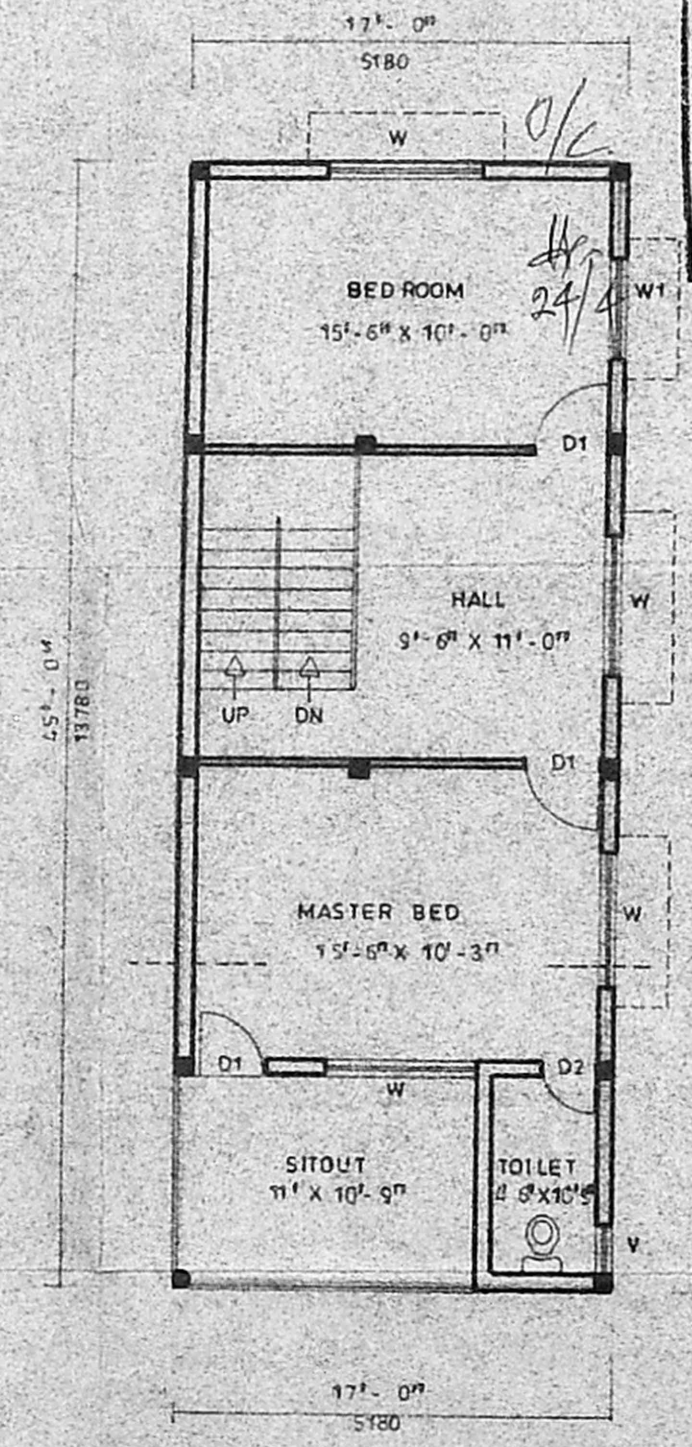 17'- 0"
5180
W
O/C
24/4
W1
BED ROOM
15'-6" X 10'- 0"
D1
HALL
9'-6" X 11'-0"
W
UP DN
45'- 0"
13780
D1
MASTER BED
15'-6" X 10'-3"
W
D1
W
D2
SITOUT
11' X 10'-9"
TOILET
V
17'- 0"
5180